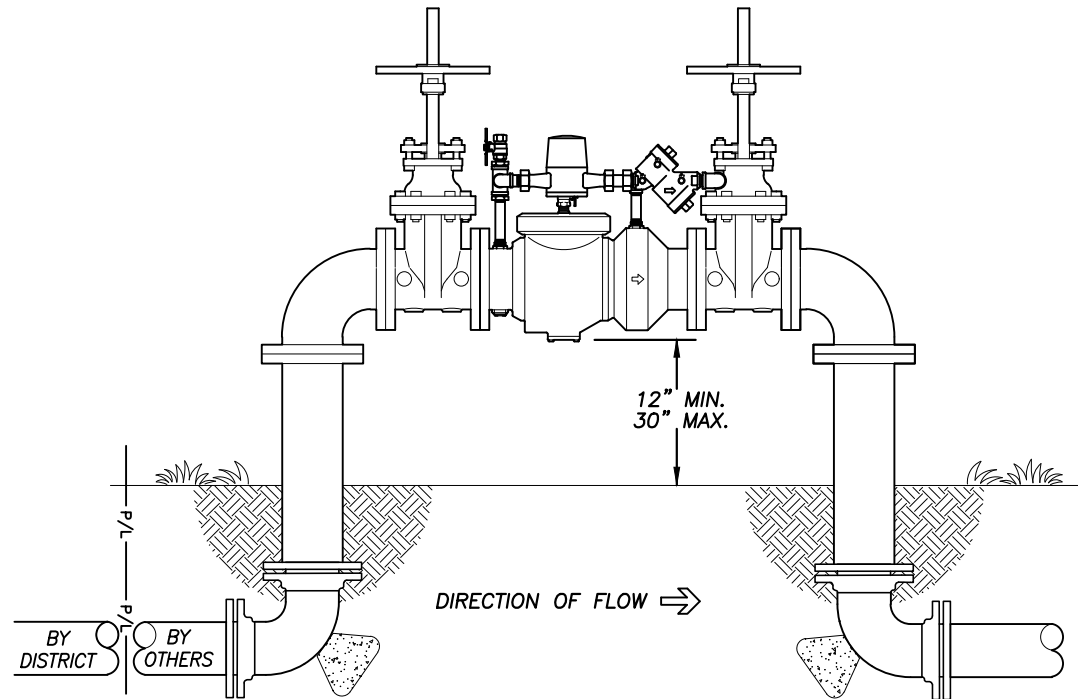 12" MIN.
30" MAX.
P/L
P/L
DIRECTION OF FLOW
BY
DISTRICT
BY
OTHERS